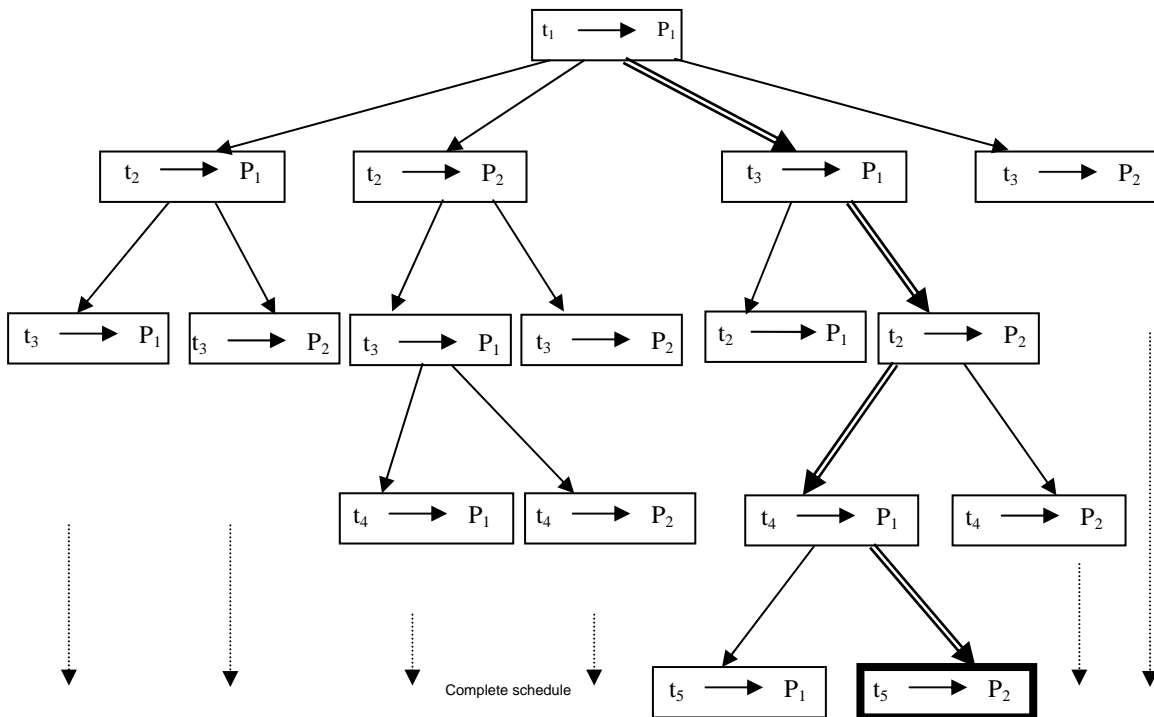 t₁ → P₁
t₂ → P₁
t₂ → P₂
t₃ → P₁
t₃ → P₂
t₃ → P₁
t₃ → P₂
t₃ → P₁
t₃ → P₂
t₂ → P₁
t₂ → P₂
t₄ → P₁
t₄ → P₂
t₄ → P₁
t₄ → P₂
Complete schedule
t₅ → P₁
t₅ → P₂